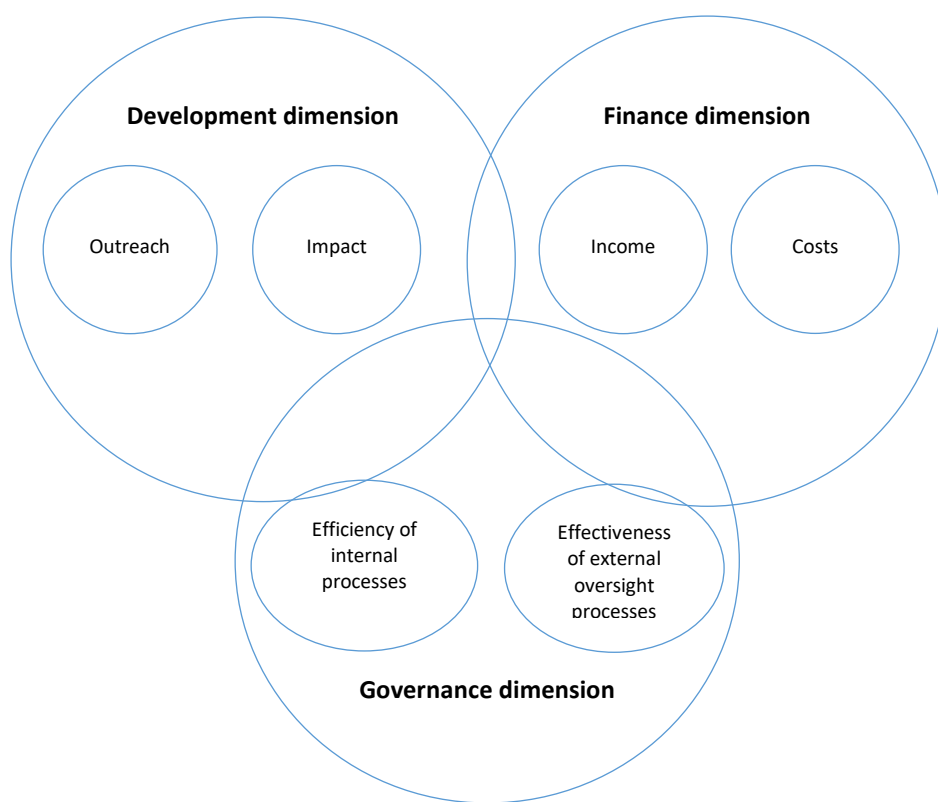 Development dimension
Finance dimension
Outreach
Impact
Income
Costs
Efficiency of
internal
processes
Effectiveness
of external
oversight
processes
Governance dimension